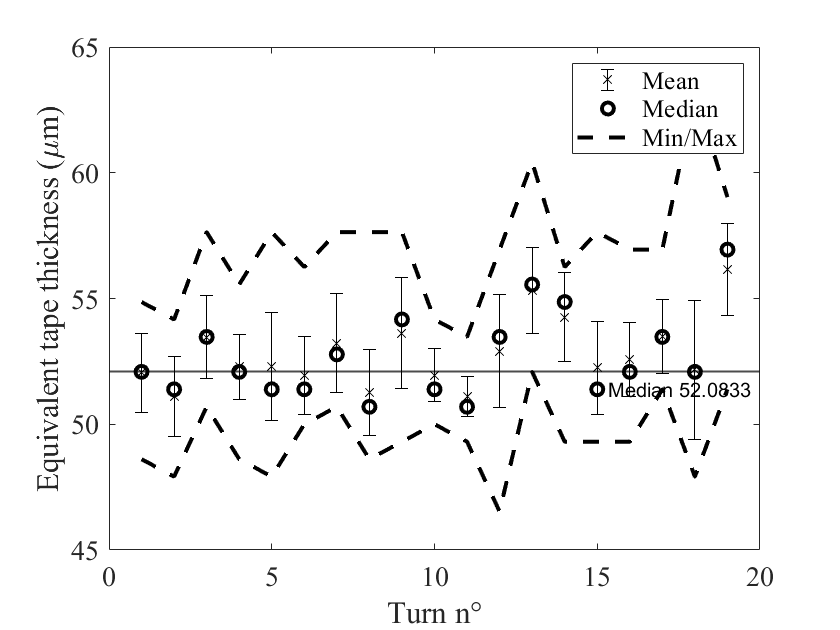 65
60
55
50
45
Equivalent tape thickness (μm)
Mean
Median
Min/Max
Median 52.0833
0 5 10 15 20
Turn n°